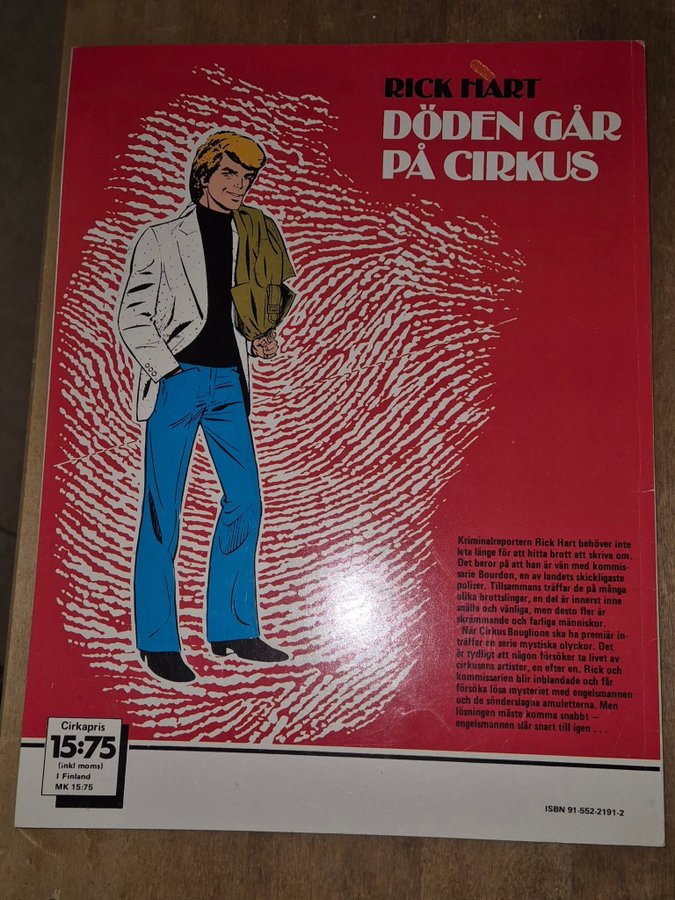 RICK HART
DÖDEN GÅR
PÅ CIRKUS
Kriminalreportern Rick Hart behöver inte
leta länge för att hitta brott att skriva om.
Det beror på att han är vän med kommis-
sarie Bourdon, en av landets skickligaste
poliser. Tillsammans träffar de på många
olika brottslingar, en del är innerst inne
snälla och vänliga, men desto fler är
skrämmande och farliga människor.
När Cirkus Bouglione ska ha premiär in-
träffar en serie mystiska olyckor. Det
är tydligt att någon försöker ta livet av
cirkusens artister, en efter en. Rick och
kommissarien blir inblandade och får
försöka lösa mysteriet med engelsmannen
och de sönderslagna amuletterna. Men
lösningen måste komma snabbt –
engelsmannen slår snart till igen . . .
Cirkapris
15:75
(inkl moms)
I Finland
MK 15:75
ISBN 91-552-2191-2